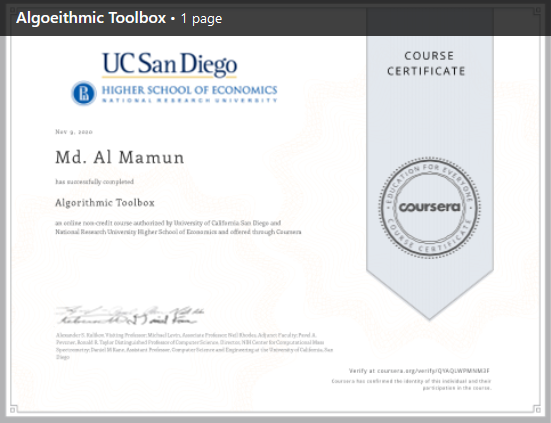 Algoeithmic Toolbox • 1 page
UC San Diego
HIGHER SCHOOL OF ECONOMICS
NATIONAL RESEARCH UNIVERSITY
COURSE
CERTIFICATE
Nov 9, 2020
Md. Al Mamun
has successfully completed
Algorithmic Toolbox
an online non-credit course authorized by University of California San Diego and
National Research University Higher School of Economics and offered through Coursera
EDUCATION FOR EVERYONE
coursera
COURSE CERTIFICATE
Alexander S. Kulikov, Visiting Professor; Michael Levin, Associate Professor; Neil Rhodes, Adjunct Faculty; Pavel A.
Pevzner, Ronald R. Taylor Distinguished Professor of Computer Science, Director, NIH Center for Computational Mass
Spectrometry; Daniel M Kane, Assistant Professor, Computer Science and Engineering at the University of California, San
Diego
Verify at coursera.org/verify/QYAQLWPMNM3F
Coursera has confirmed the identity of this individual and their
participation in the course.